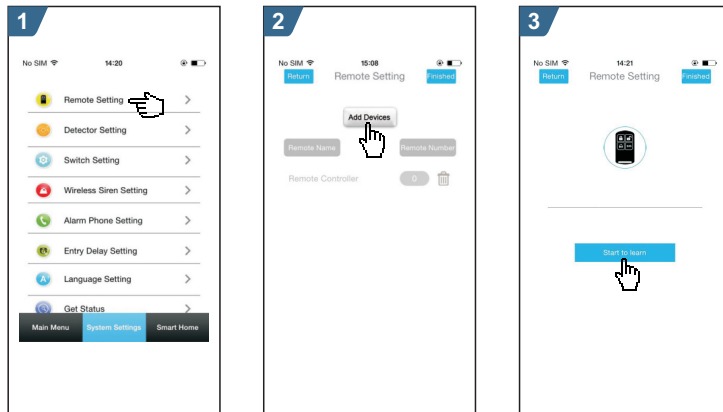 1
No SIM 14:20
Remote Setting
Detector Setting
Switch Setting
Wireless Siren Setting
Alarm Phone Setting
Entry Delay Setting
A Language Setting
Get Status
Main Menu System Settings Smart Home
2
No SIM 15:08
Return Remote Setting Finished
Add Devices
Remote Name Remote Number
Remote Controller 0
3
No SIM 14:21
Return Remote Setting Finished
Start to learn